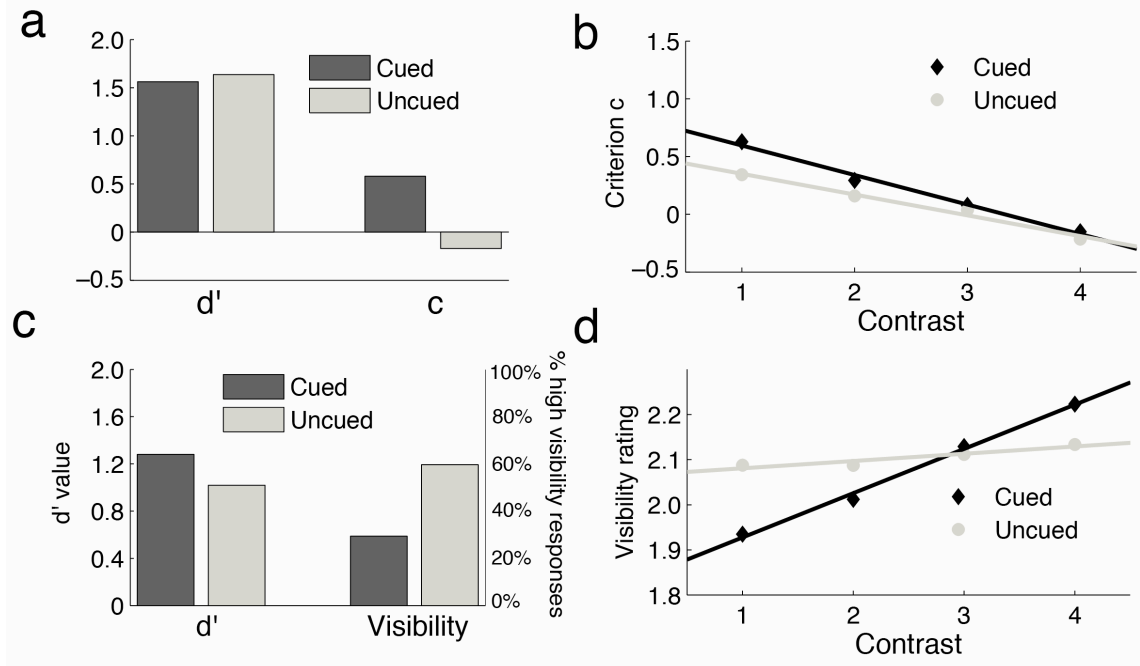 a
2.0
1.5
1.0
0.5
0
−0.5
Cued
Uncued
d'
c
b
Criterion c
1.5
1.0
0.5
0
−0.5
Cued
Uncued
1
2
3
4
Contrast
c
d' value
2.0
1.6
1.2
0.8
0.4
0
Cued
Uncued
100%
80%
60%
40%
20%
0%
% high visibility responses
d'
Visibility
d
Visibility rating
2.2
2.1
2.0
1.9
1.8
Cued
Uncued
1
2
3
4
Contrast